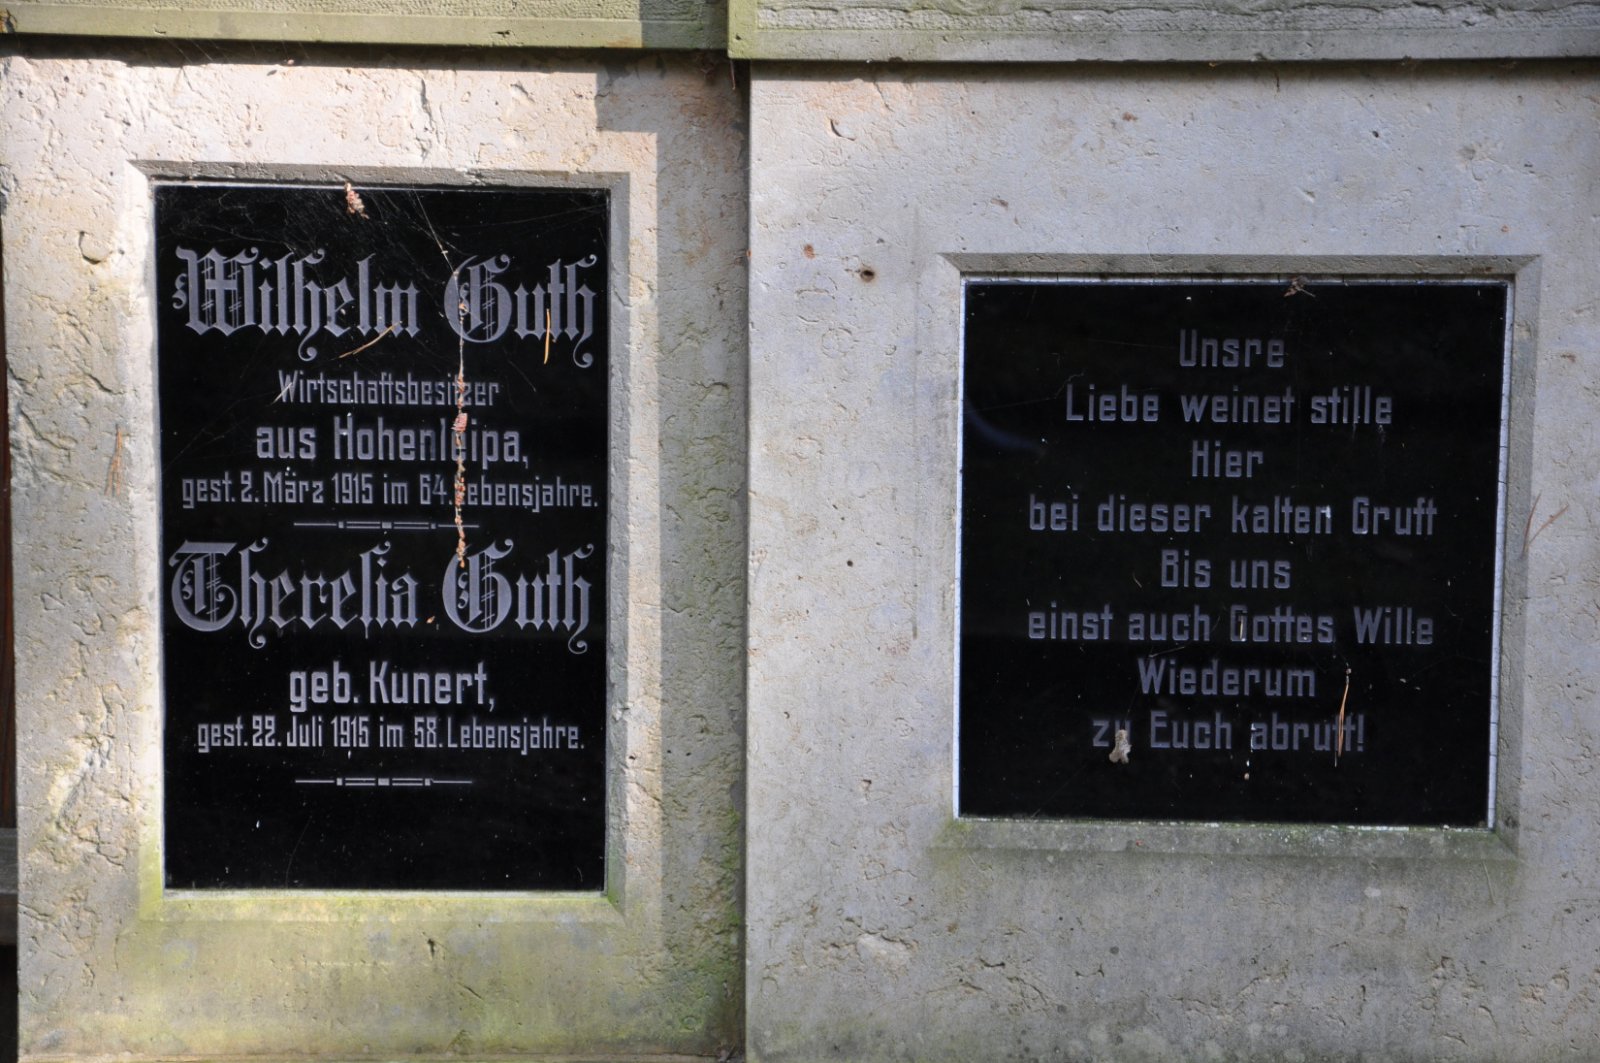 Wilhelm Guth
Wirtschaftsbesitzer
aus Hohenleipa,
gest. 2. März 1915 im 64. Lebensjahre.
Theresia Guth
geb. Kunert,
gest. 22. Juli 1915 im 58. Lebensjahre.
Unsre
Liebe weinet stille
Hier
bei dieser kalten Gruft
Bis uns
einst auch Gottes Wille
Wiederum
zu Euch abruft!